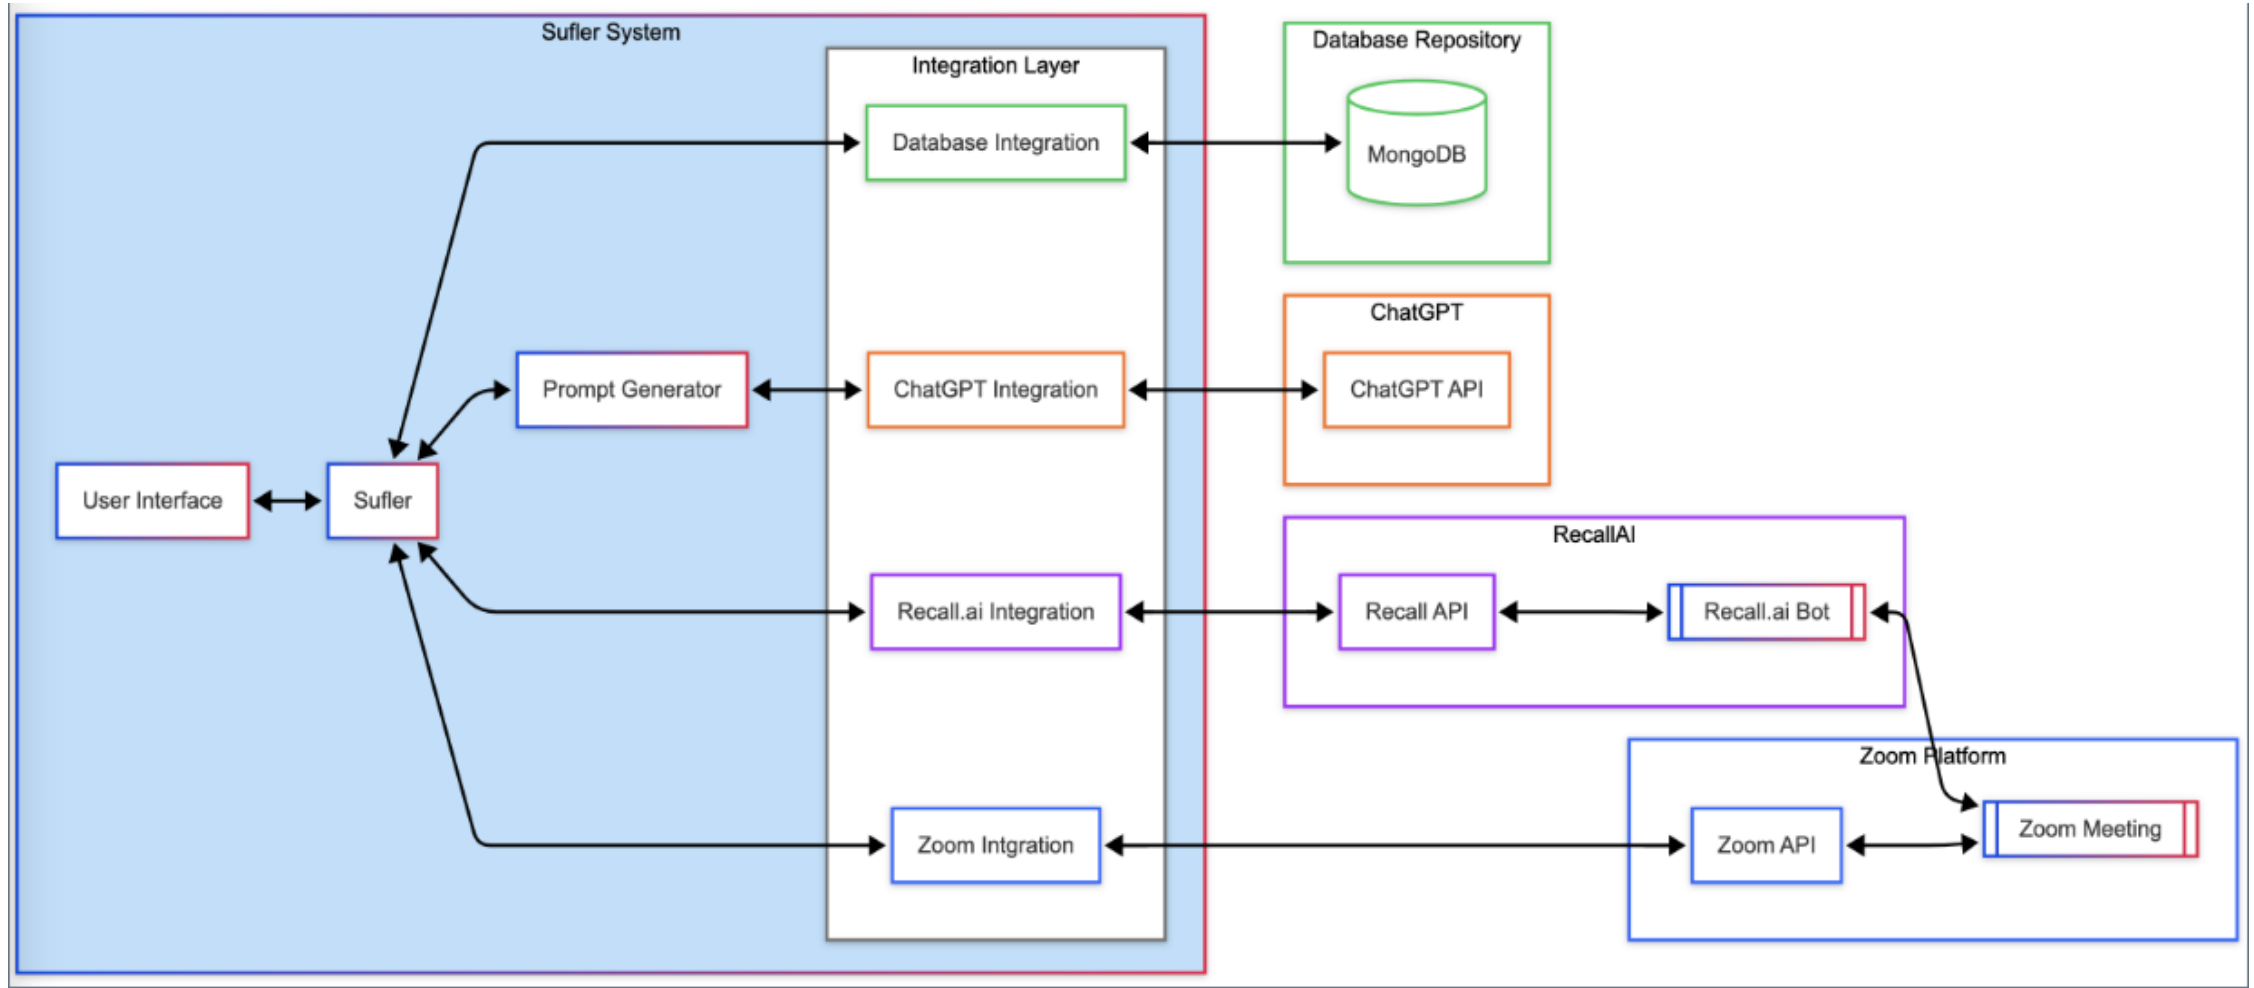 Sufler System
Integration Layer
Database Repository
Database Integration
MongoDB
ChatGPT
Prompt Generator
ChatGPT Integration
ChatGPT API
User Interface
Sufler
RecallAI
Recall.ai Integration
Recall API
Recall.ai Bot
Zoom Platform
Zoom Intgration
Zoom API
Zoom Meeting